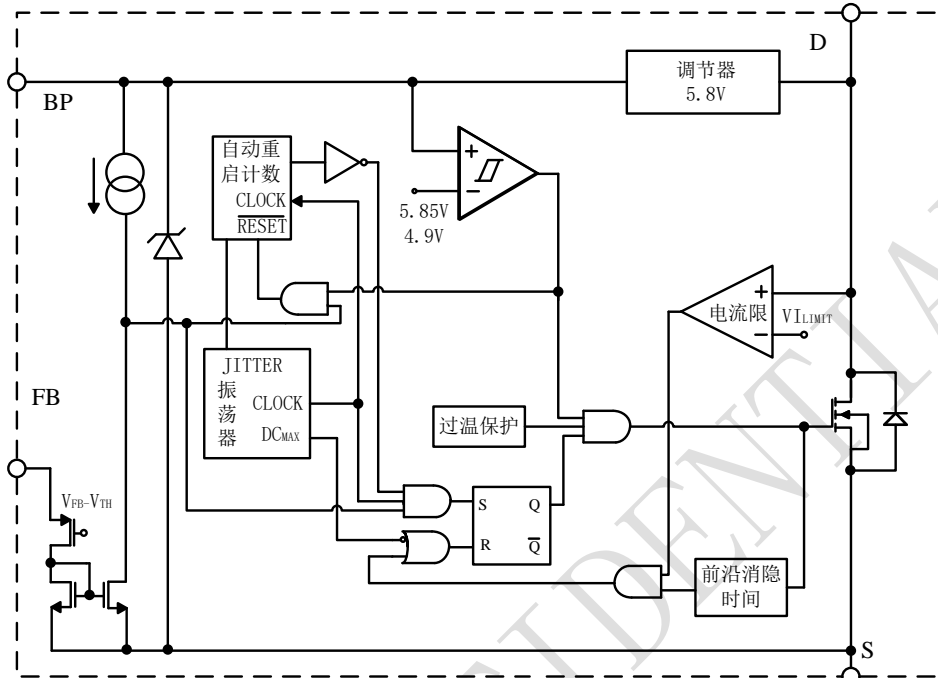 D
调节器
5.8V
BP
自动重
启计数
CLOCK
RESET
+
−
5.85V
4.9V
+
电流限
−
VILIMIT
JITTER
振
荡
器
CLOCK
DCMAX
FB
过温保护
VFB-VTH
S
Q
R
Q
前沿消隐
时间
S
IDENTIA